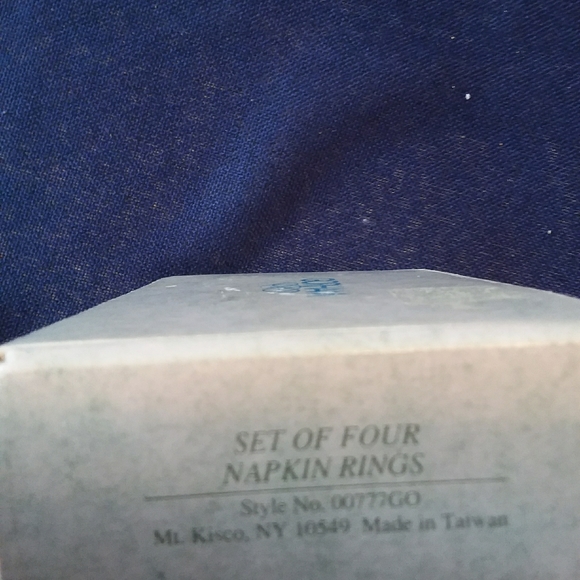 SET OF FOUR
NAPKIN RINGS
Style No. 00777GO
Mt. Kisco, NY 10549 Made in Taiwan